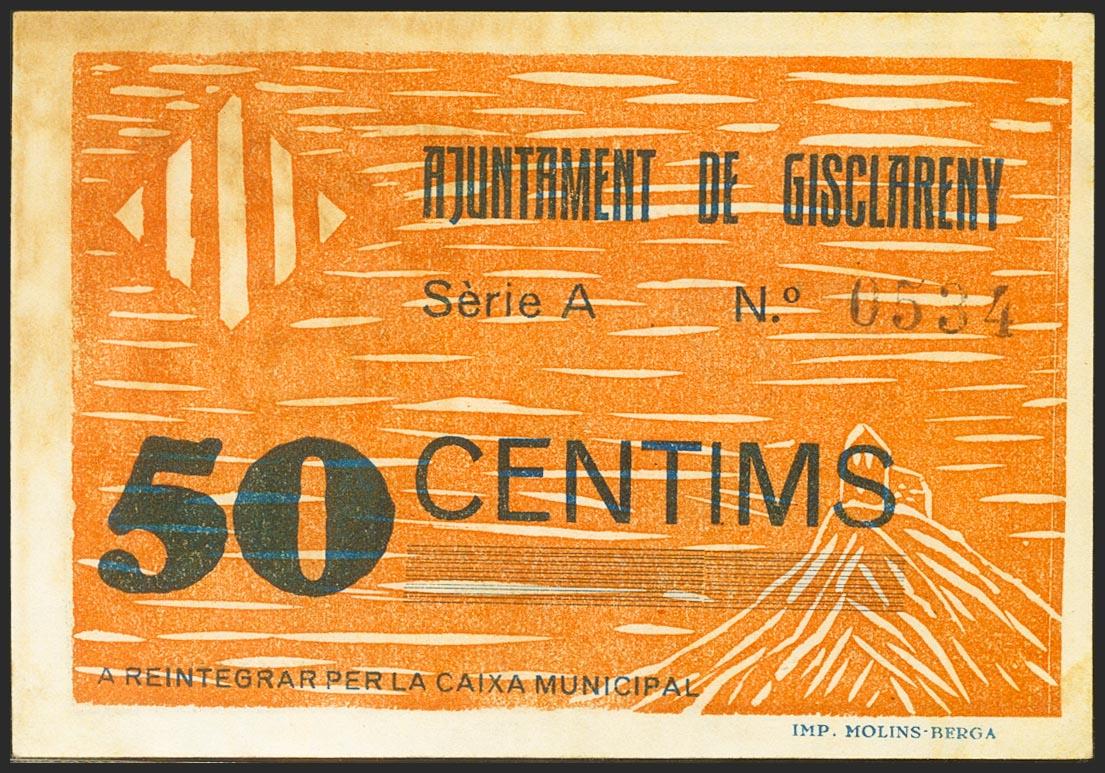 AJUNTAMENT DE GISCLARENY
Sèrie A N.º 0534
50 CENTIMS
A REINTEGRAR PER LA CAIXA MUNICIPAL
IMP. MOLINS-BERGA